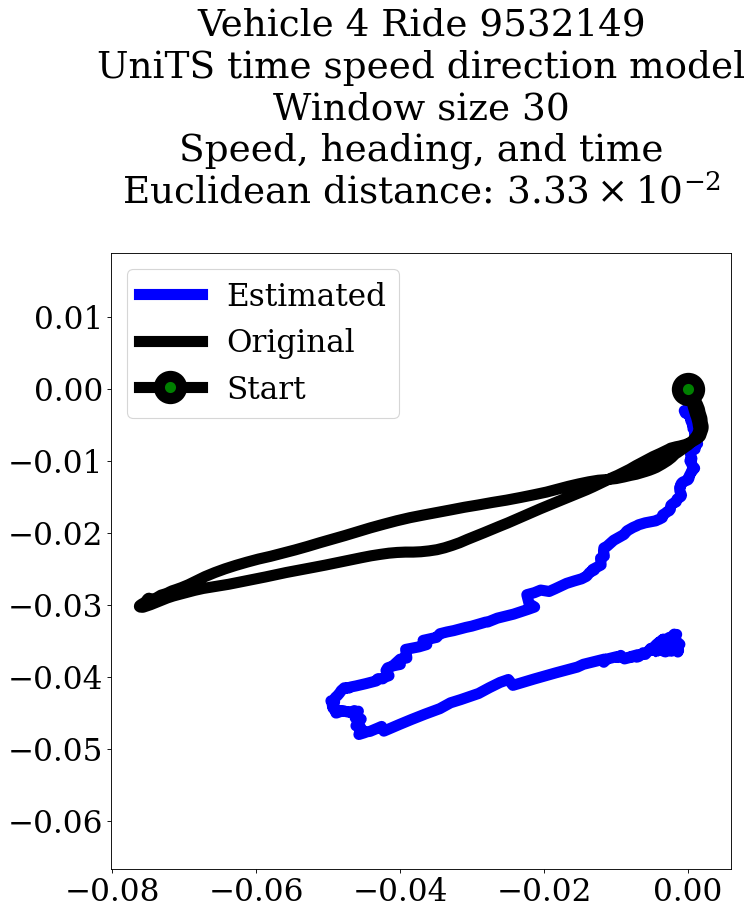 Vehicle 4 Ride 9532149
UniTS time speed direction model
Window size 30
Speed, heading, and time
Euclidean distance: 3.33 × 10⁻²
Estimated
Original
Start
0.01
0.00
−0.01
−0.02
−0.03
−0.04
−0.05
−0.06
−0.08 −0.06 −0.04 −0.02 0.00